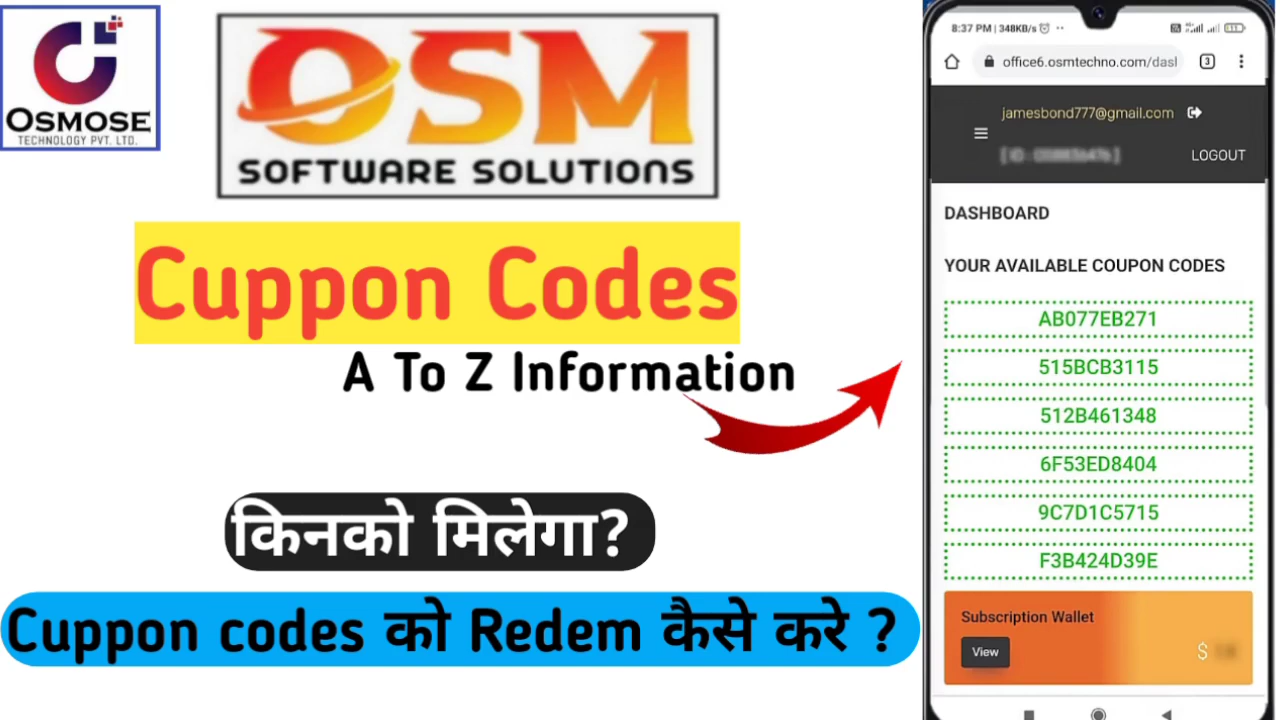 OSMOSE
TECHNOLOGY PVT. LTD.
OSM
SOFTWARE SOLUTIONS
Cuppon Codes
A To Z Information
किनको मिलेगा?
Cuppon codes को Redem कैसे करे ?
8:37 PM | 348KB/s
office6.osmtechno.com/dasl
3
jamesbond777@gmail.com
LOGOUT
DASHBOARD
YOUR AVAILABLE COUPON CODES
AB077EB271
515BCB3115
512B461348
6F53ED8404
9C7D1C5715
F3B424D39E
Subscription Wallet
View
$